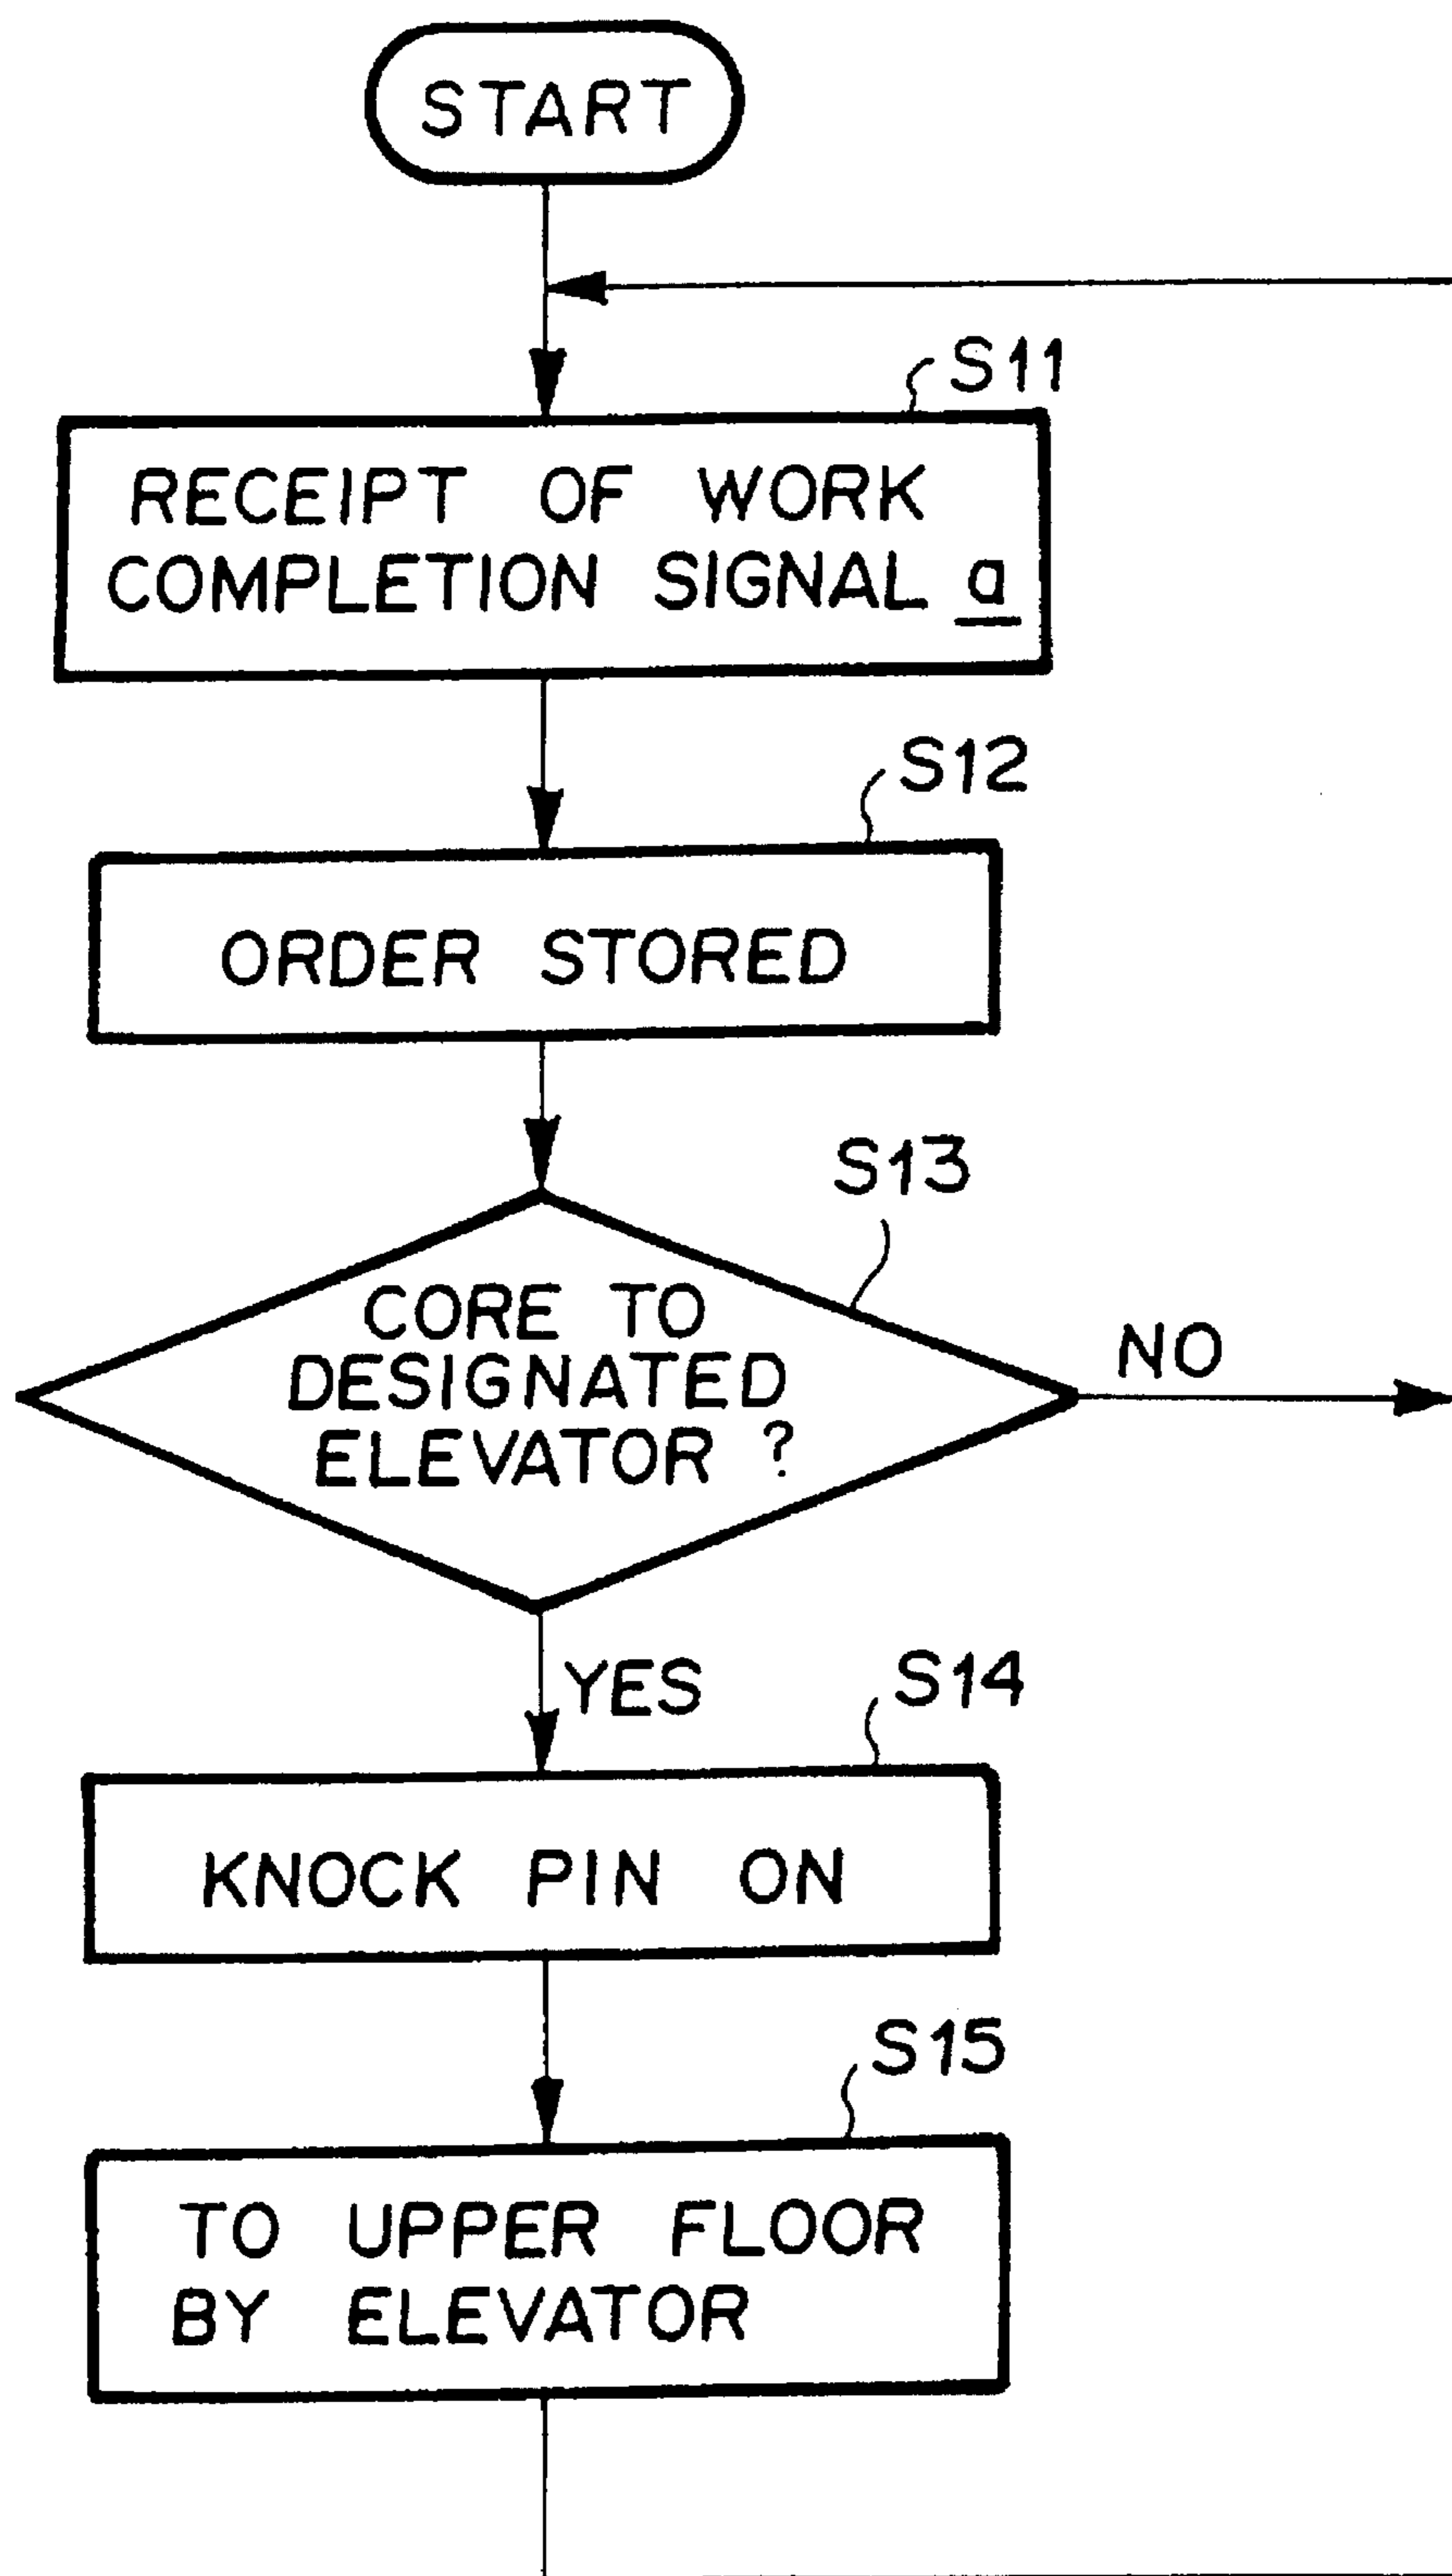 START
S11
RECEIPT OF WORK
COMPLETION SIGNAL a
S12
ORDER STORED
S13
CORE TO
DESIGNATED
ELEVATOR ?
NO
YES
S14
KNOCK PIN ON
S15
TO UPPER FLOOR
BY ELEVATOR